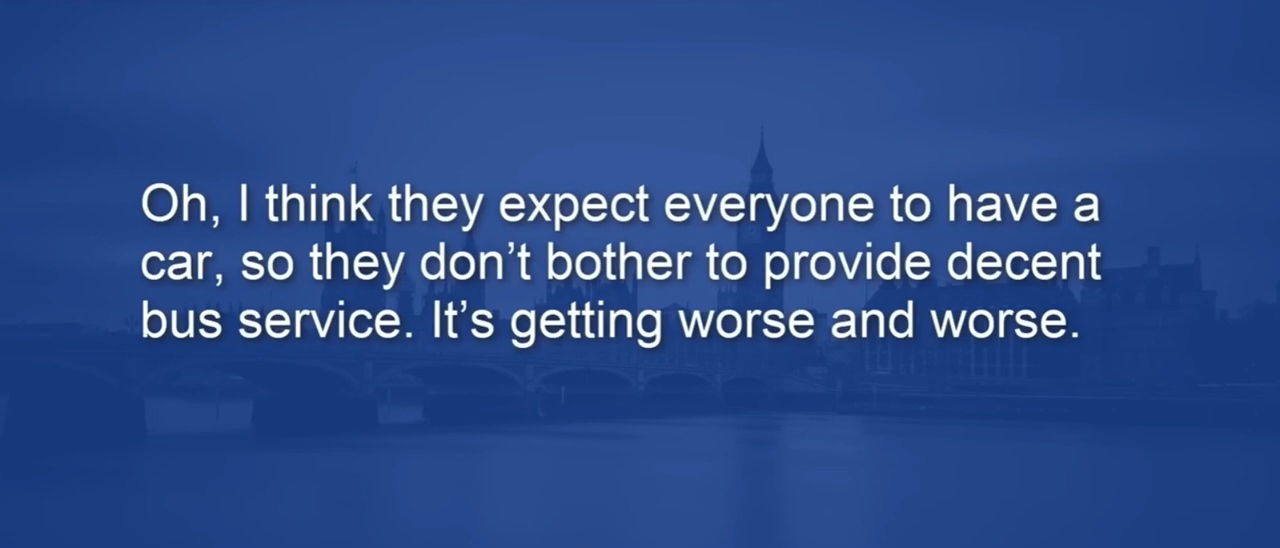 Oh, I think they expect everyone to have a
car, so they don’t bother to provide decent
bus service. It’s getting worse and worse.